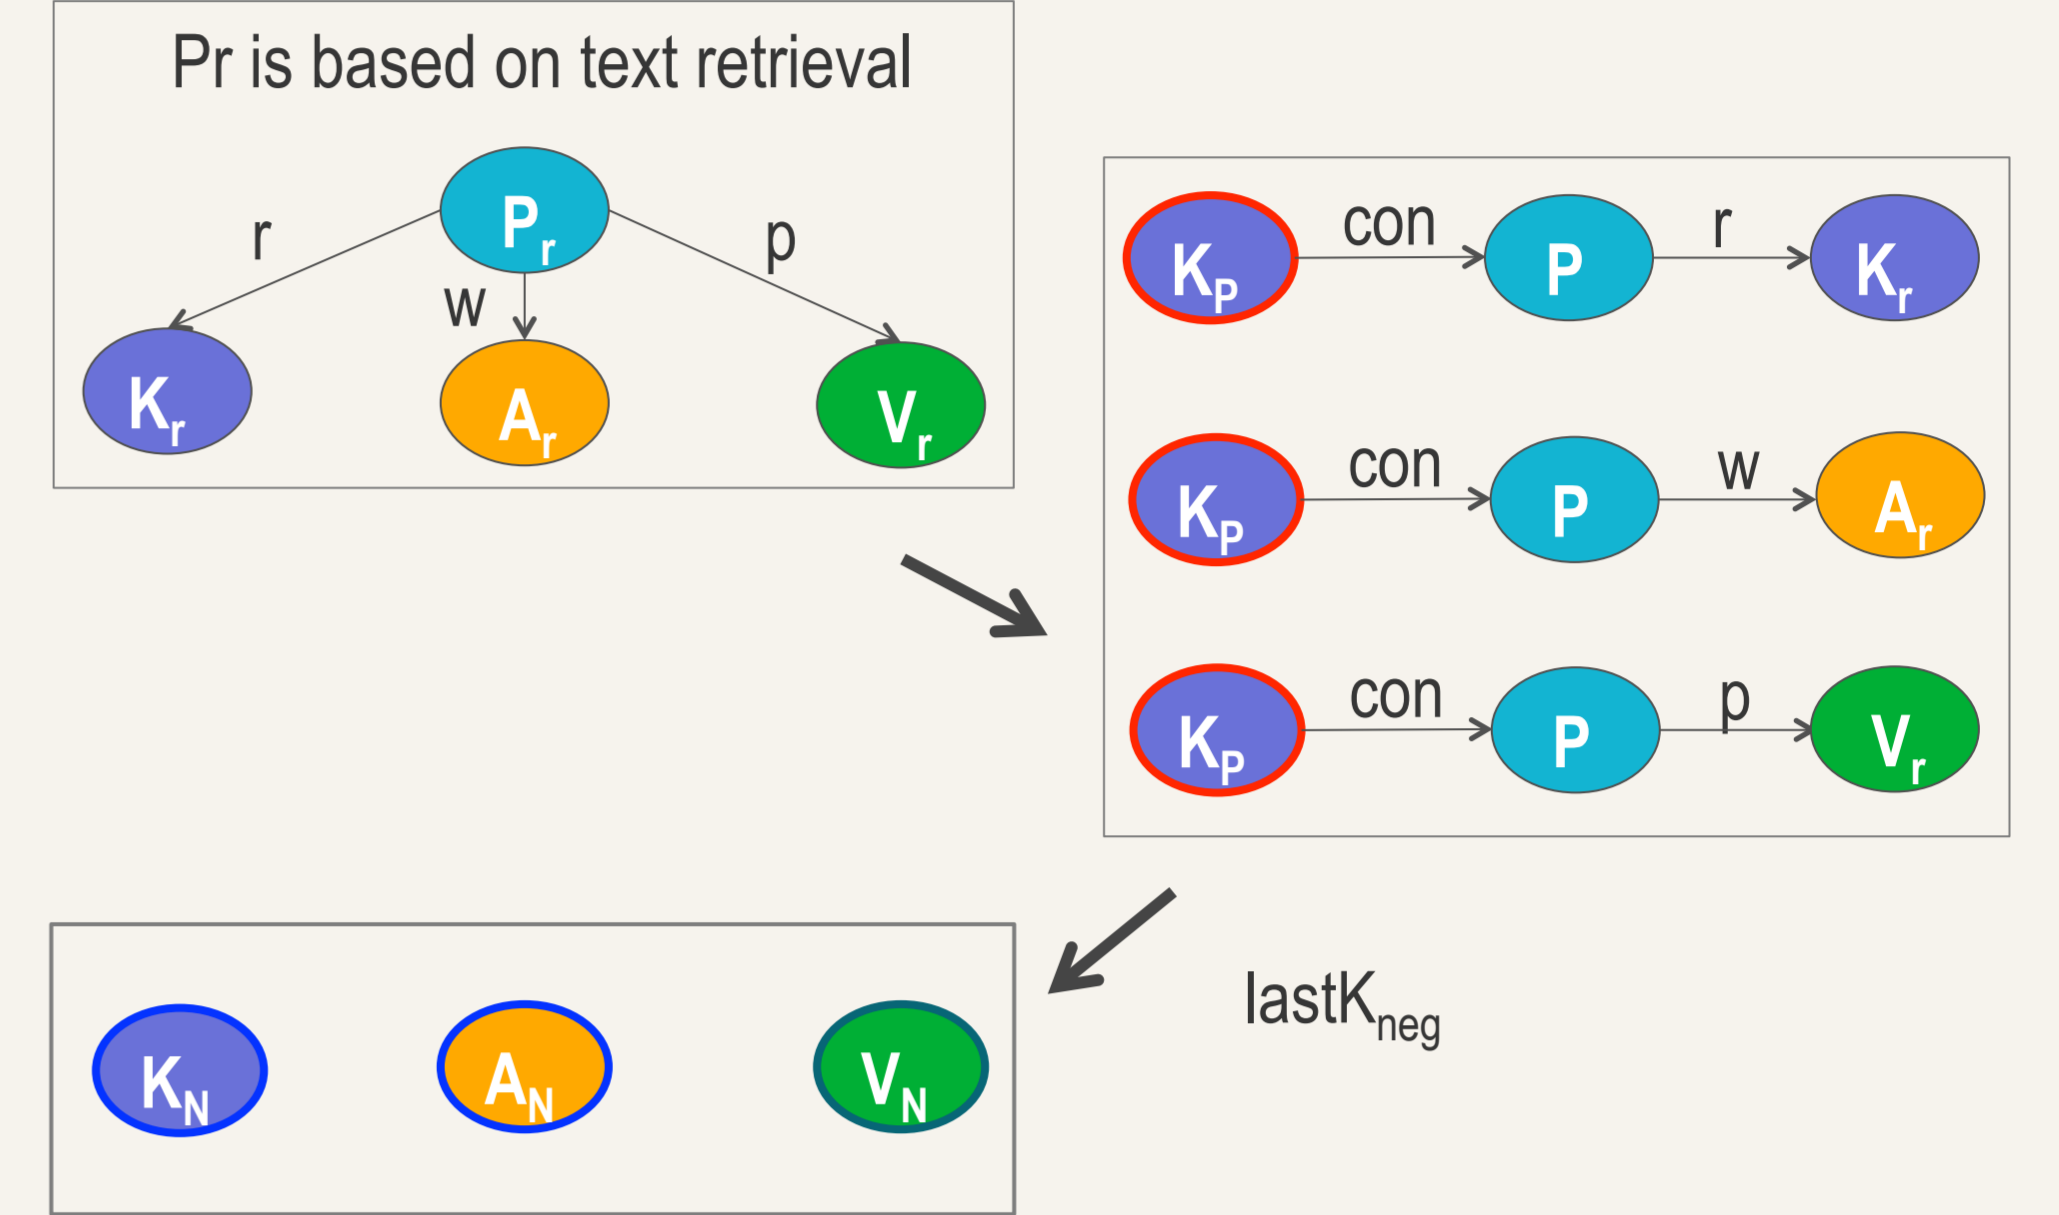 Pr is based on text retrieval
Pr
r
w
p
Kr
Ar
Vr
KP con P r Kr
KP con P w Ar
KP con P p Vr
lastKneg
KN
AN
VN